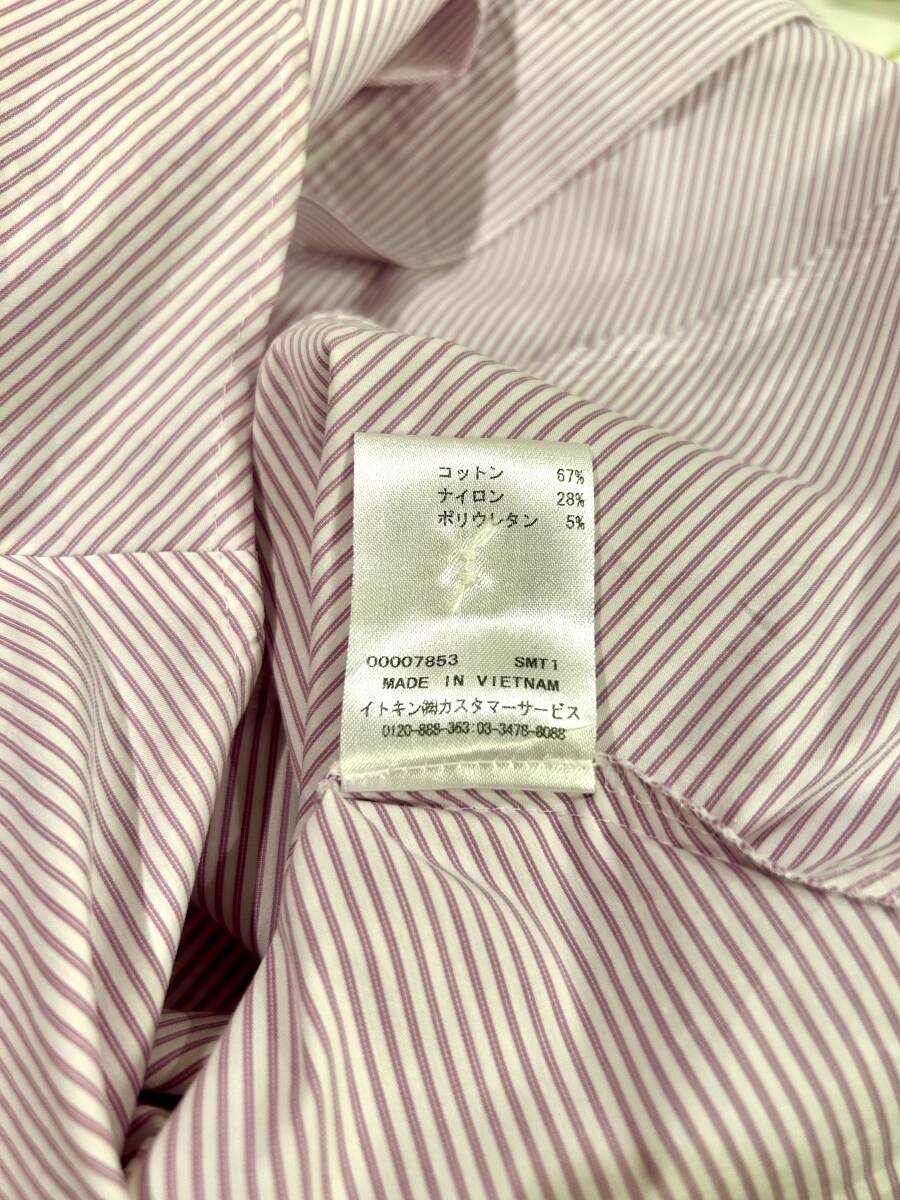 コットン 67%
ナイロン 28%
ポリウレタン 5%
00007853 SMT1
MADE IN VIETNAM
イトキン㈱カスタマーサービス
0120-888-363:03-3478-8088